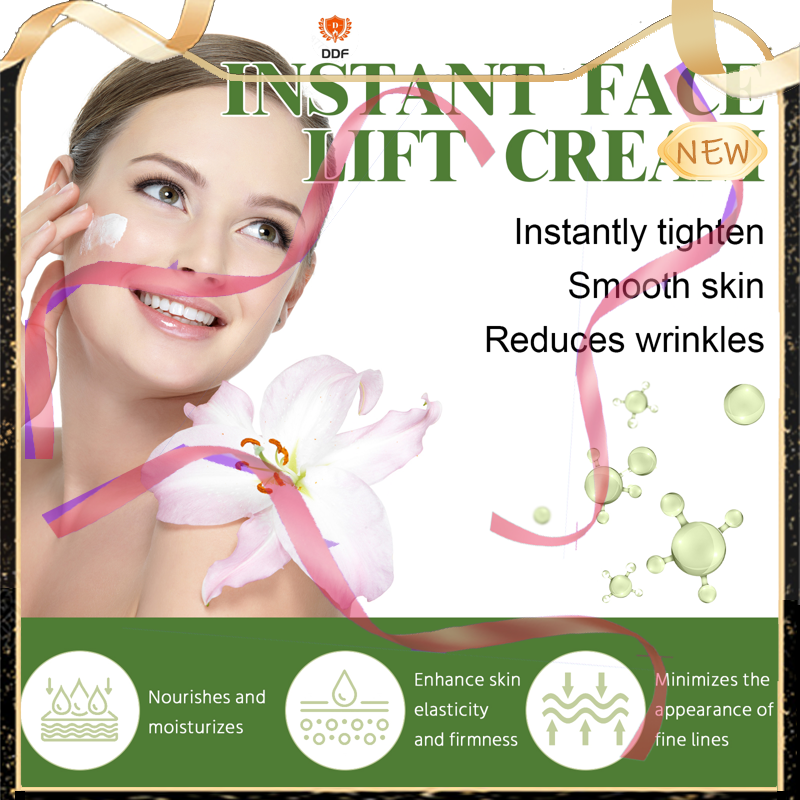 DDF
INSTANT FACE
LIFT CREAM
NEW
Instantly tighten
Smooth skin
Reduces wrinkles
Nourishes and
moisturizes
Enhance skin
elasticity
and firmness
Minimizes the
appearance of
fine lines